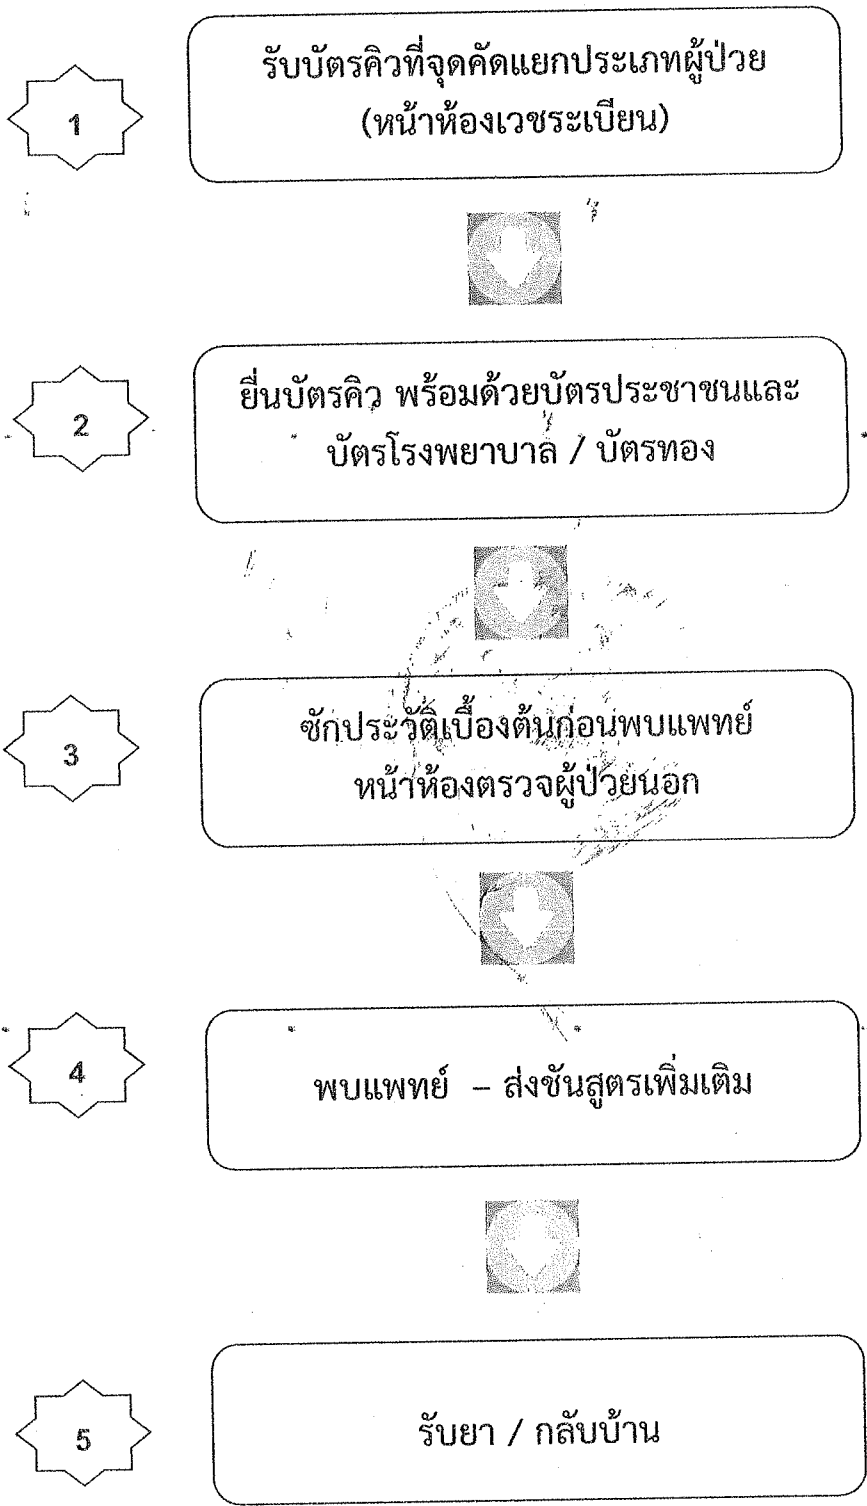 1
รับบัตรคิวที่จุดคัดแยกประเภทผู้ป่วย
(หน้าห้องเวชระเบียน)
2
ยื่นบัตรคิว พร้อมด้วยบัตรประชาชนและ
บัตรโรงพยาบาล / บัตรทอง
3
ซักประวัติเบื้องต้นก่อนพบแพทย์
หน้าห้องตรวจผู้ป่วยนอก
4
พบแพทย์ – ส่งชันสูตรเพิ่มเติม
5
รับยา / กลับบ้าน